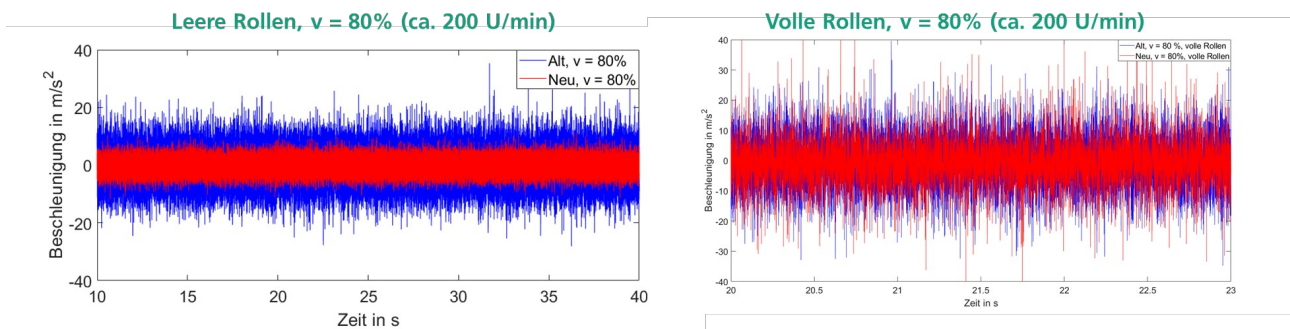 Leere Rollen, v = 80% (ca. 200 U/min)
40
20
0
-20
-40
Beschleunigung in m/s²
Alt, v = 80%
Neu, v = 80%
10 15 20 25 30 35 40
Zeit in s
Volle Rollen, v = 80% (ca. 200 U/min)
40
30
20
10
0
-10
-20
-30
-40
Beschleunigung in m/s²
Alt, v = 80 %, volle Rollen
Neu, v = 80%, volle Rollen
20 20.5 21 21.5 22 22.5 23
Zeit in s